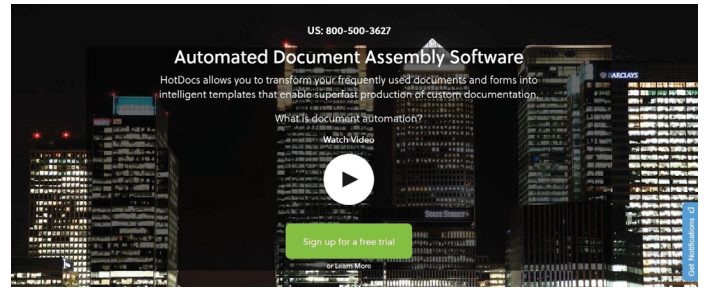 US: 800-500-3627
Automated Document Assembly Software
HotDocs allows you to transform your frequently used documents and forms into
intelligent templates that enable superfast production of custom documentation.
What is document automation?
Watch Video
Sign up for a free trial
or Learn More
BARCLAYS
STATE STREET
Get Notifications